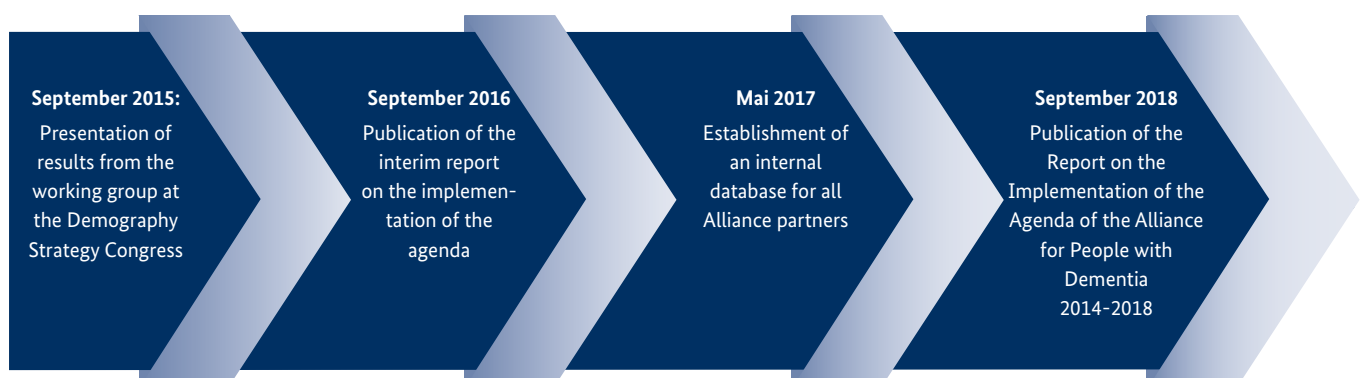 September 2015:
Presentation of
results from the
working group at
the Demography
Strategy Congress
September 2016
Publication of the
interim report
on the implemen-
tation of the
agenda
Mai 2017
Establishment of
an internal
database for all
Alliance partners
September 2018
Publication of the
Report on the
Implementation of the
Agenda of the Alliance
for People with
Dementia
2014-2018